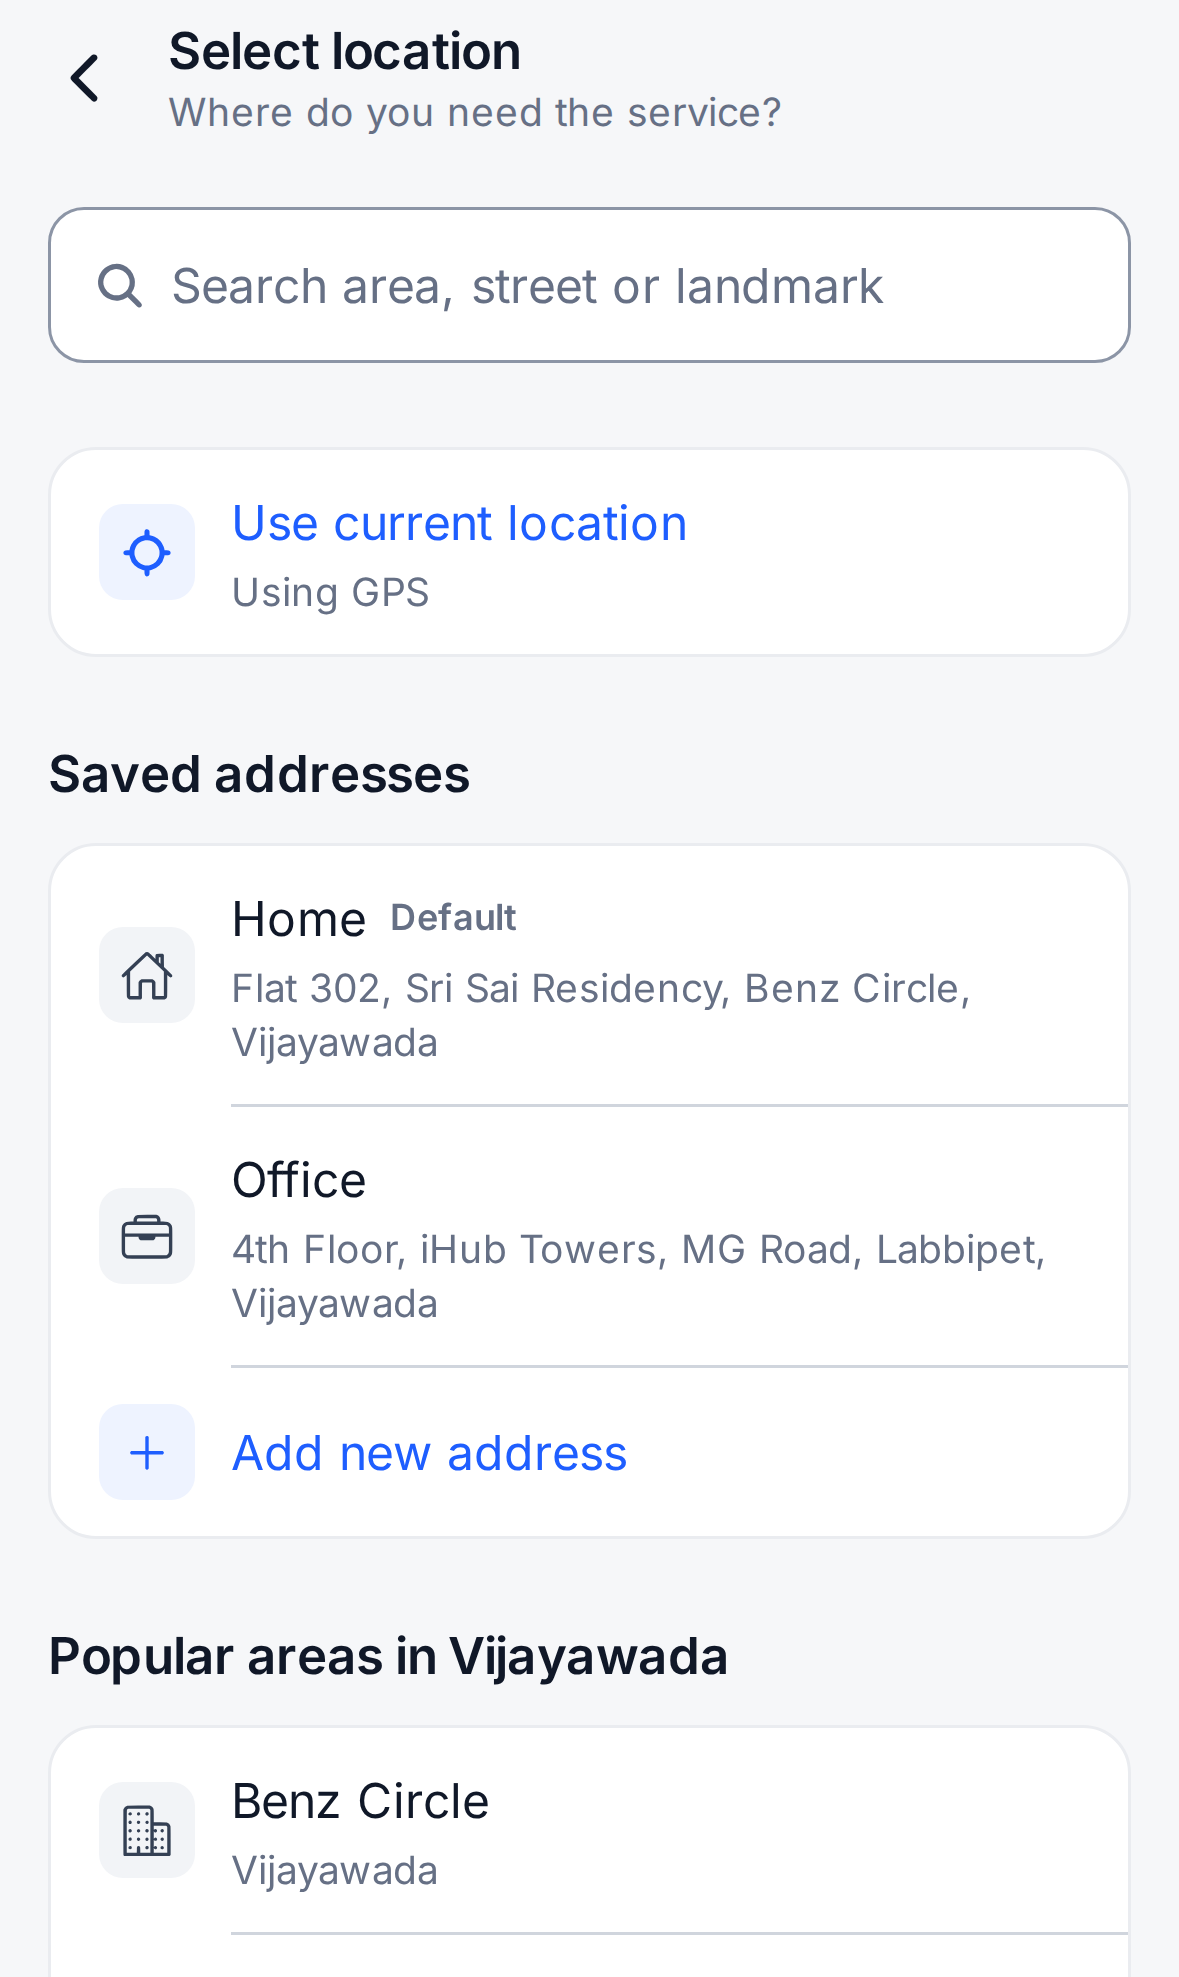 Select location
Where do you need the service?
Search area, street or landmark
Use current location
Using GPS
Saved addresses
Home Default
Flat 302, Sri Sai Residency, Benz Circle,
Vijayawada
Office
4th Floor, iHub Towers, MG Road, Labbipet,
Vijayawada
Add new address
Popular areas in Vijayawada
Benz Circle
Vijayawada